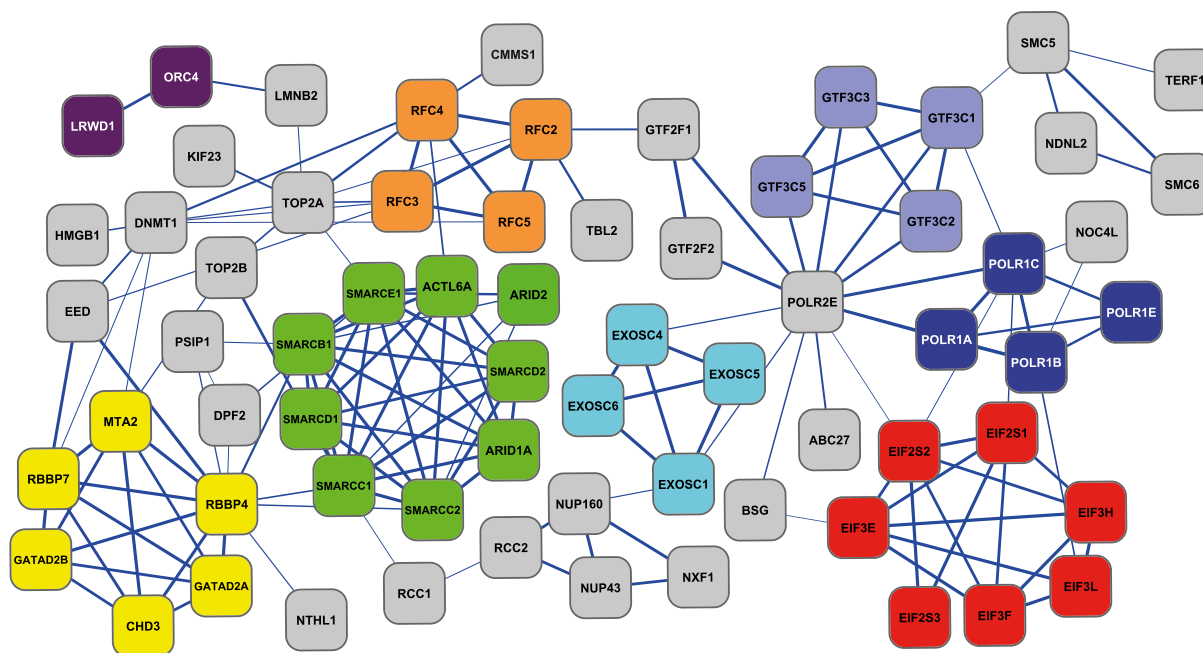 SMC5
CMMS1
ORC4
TERF1
LMNB2
GTF3C3
RFC4
GTF3C1
LRWD1
RFC2
GTF2F1
NDNL2
KIF23
SMC6
GTF3C5
TOP2A
RFC3
DNMT1
GTF3C2
RFC5
TBL2
NOC4L
HMGB1
GTF2F2
POLR1C
TOP2B
ACTL6A
SMARCE1
ARID2
POLR2E
EED
POLR1E
EXOSC4
POLR1A
PSIP1
SMARCB1
POLR1B
SMARCD2
EXOSC5
EXOSC6
DPF2
SMARCD1
MTA2
EIF2S1
ABC27
EIF2S2
ARID1A
RBBP7
SMARCC1
EXOSC1
RBBP4
NUP160
SMARCC2
BSG
EIF3H
EIF3E
RCC2
GATAD2B
NXF1
GATAD2A
NUP43
EIF3L
RCC1
EIF3F
EIF2S3
NTHL1
CHD3